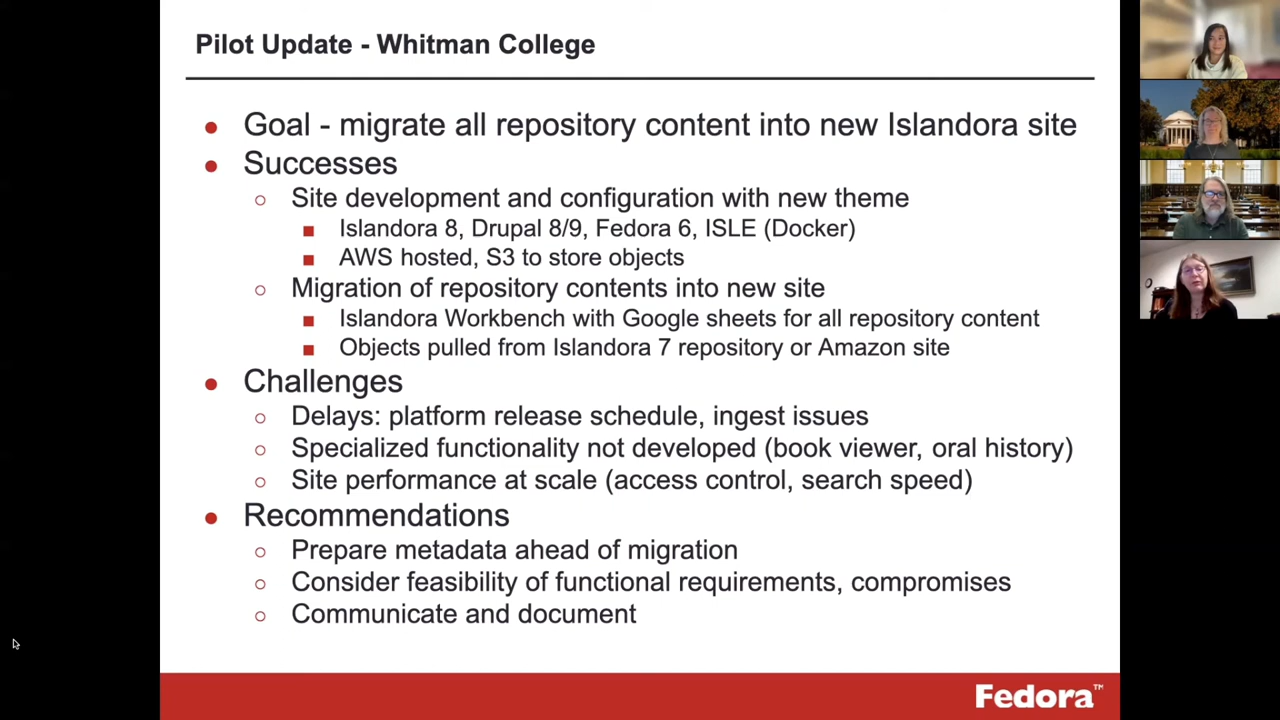 Pilot Update - Whitman College
● Goal - migrate all repository content into new Islandora site
● Successes
○ Site development and configuration with new theme
■ Islandora 8, Drupal 8/9, Fedora 6, ISLE (Docker)
■ AWS hosted, S3 to store objects
○ Migration of repository contents into new site
■ Islandora Workbench with Google sheets for all repository content
■ Objects pulled from Islandora 7 repository or Amazon site
● Challenges
○ Delays: platform release schedule, ingest issues
○ Specialized functionality not developed (book viewer, oral history)
○ Site performance at scale (access control, search speed)
● Recommendations
○ Prepare metadata ahead of migration
○ Consider feasibility of functional requirements, compromises
○ Communicate and document
Fedora™